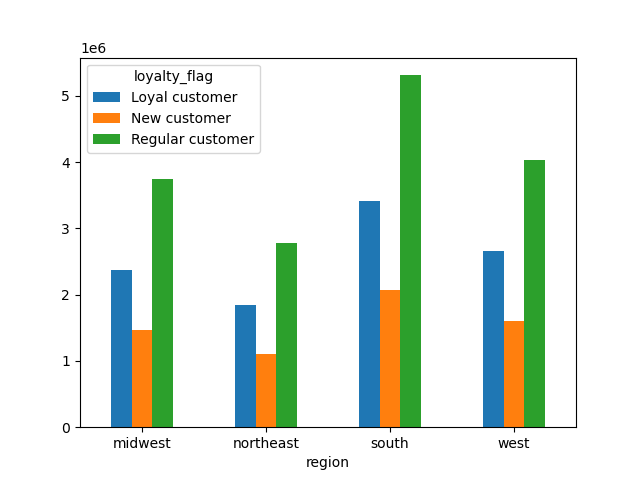 1e6
loyalty_flag
Loyal customer
New customer
Regular customer
5
4
3
2
1
0
midwest northeast south west
region